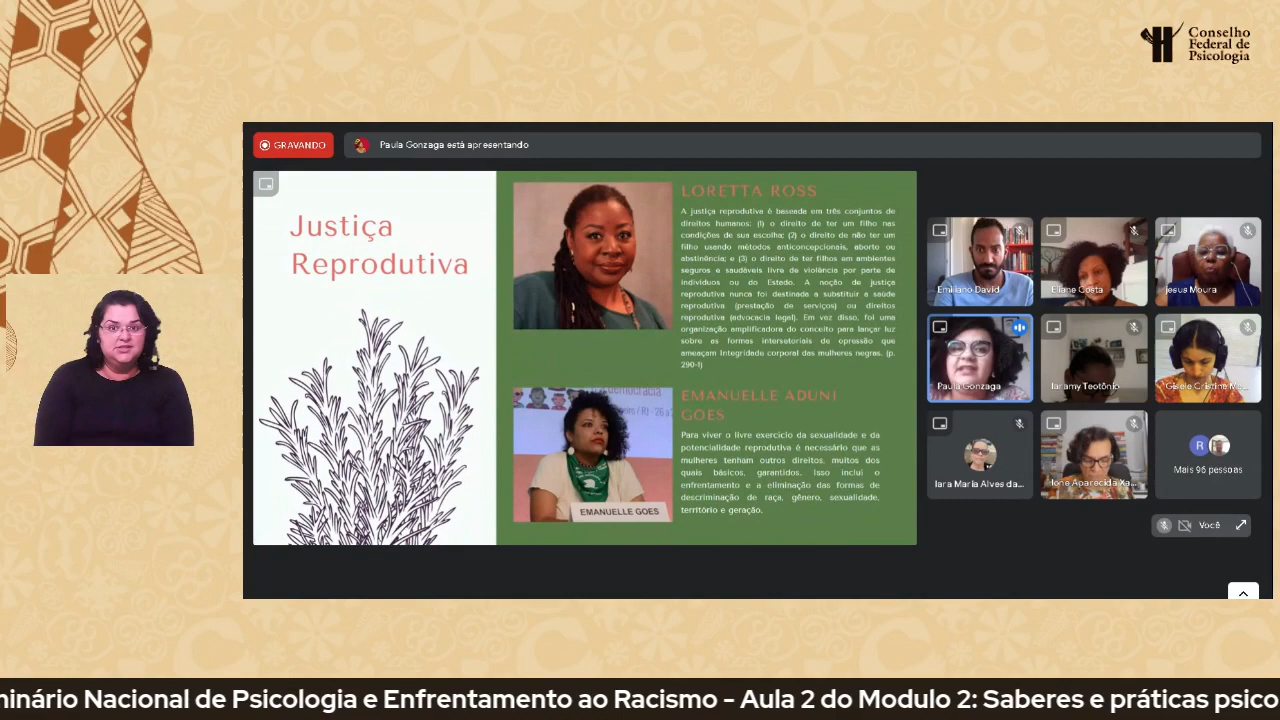 Conselho
Federal de
Psicologia
GRAVANDO
Paula Gonzaga está apresentando
Justiça
Reprodutiva
LORETTA ROSS
A justiça reprodutiva é baseada em três conjuntos de
direitos humanos: (1) o direito de ter um filho nas
condições de sua escolha; (2) o direito de não ter um
filho usando métodos anticoncepcionais, aborto ou
abstinência; e (3) o direito de ter filhos em ambientes
seguros e saudáveis livre de violência por parte de
indivíduos ou do Estado. A noção de justiça
reprodutiva nunca foi destinada a substituir a saúde
reprodutiva (prestação de serviços) ou direitos
reprodutiva (advocacia legal). Em vez disso, foi uma
organização amplificadora do conceito para lançar luz
sobre as formas intersetoriais de opressão que
ameaçam integridade corporal das mulheres negras. (p.
290-1)
EMANUELLE ADUNI
GOES
Para viver o livre exercício da sexualidade e da
potencialidade reprodutiva é necessário que as
mulheres tenham outros direitos, muitos dos
quais básicos, garantidos, isso inclui o
enfrentamento e a eliminação das formas de
descriminação de raça, gênero, sexualidade,
território e geração.
EMANUELLE GOES
Emiliano David
Eliane Costa
jesus Moura
Paula Gonzaga
Iaramy Teotônio
Gisele Cristine Mo...
Iara Maria Alves da...
Ione Aparecida Xa...
R
Mais 96 pessoas
Você
minário Nacional de Psicologia e Enfrentamento ao Racismo - Aula 2 do Modulo 2: Saberes e práticas psico